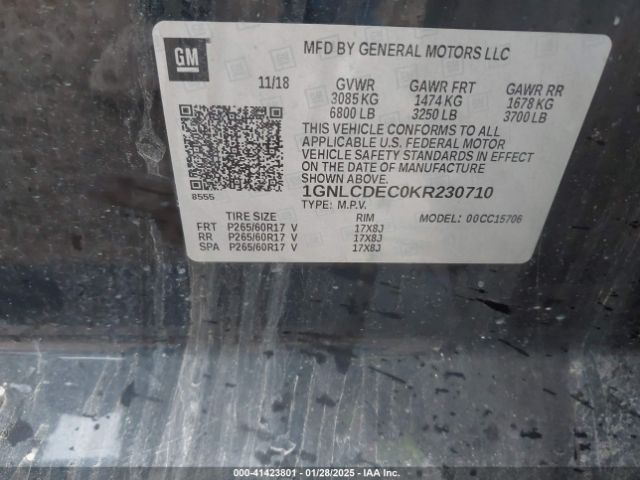 GM
MFD BY GENERAL MOTORS LLC
11/18 GVWR GAWR FRT GAWR RR
3085 KG 1474 KG 1678 KG
6800 LB 3250 LB 3700 LB
THIS VEHICLE CONFORMS TO ALL
APPLICABLE U.S. FEDERAL MOTOR
VEHICLE SAFETY STANDARDS IN EFFECT
ON THE DATE OF MANUFACTURE
SHOWN ABOVE.
8555
1GNLCDEC0KR230710
TYPE: M.P.V. MODEL: 00CC15706
TIRE SIZE RIM
FRT P265/60R17 V 17X8J
RR P265/60R17 V 17X8J
SPA P265/60R17 V 17X8J
000-41423801 - 01/28/2025 - IAA Inc.